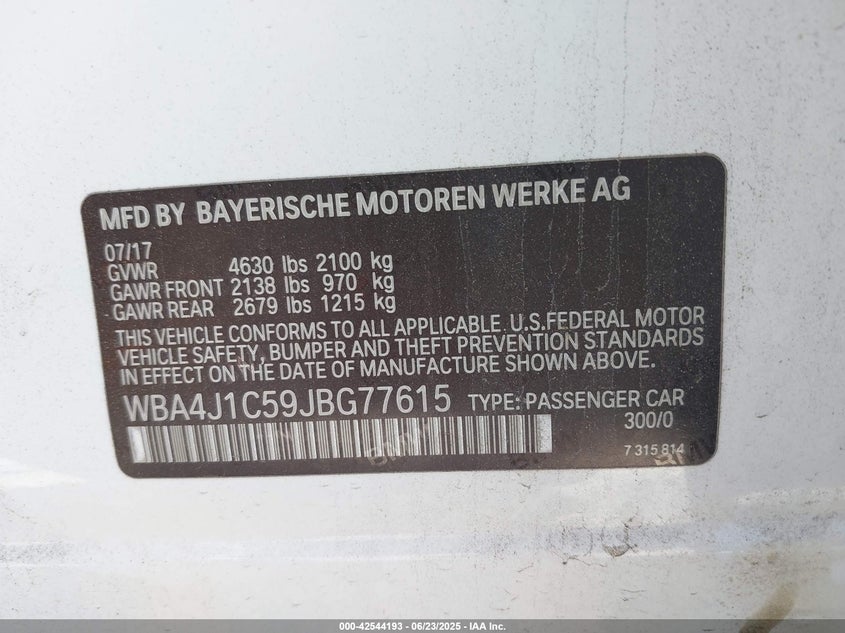 MFD BY BAYERISCHE MOTOREN WERKE AG
07/17
GVWR 4630 lbs 2100 kg
GAWR FRONT 2138 lbs 970 kg
GAWR REAR 2679 lbs 1215 kg
THIS VEHICLE CONFORMS TO ALL APPLICABLE U.S.FEDERAL MOTOR
VEHICLE SAFETY, BUMPER AND THEFT PREVENTION STANDARDS
IN EFFECT ON THE DATE OF MANUFACTURE SHOWN ABOVE.
WBA4J1C59JBG77615 TYPE: PASSENGER CAR
300/0
7 315 814
BMW
BMW
000-42544193 - 06/23/2025 - IAA Inc.